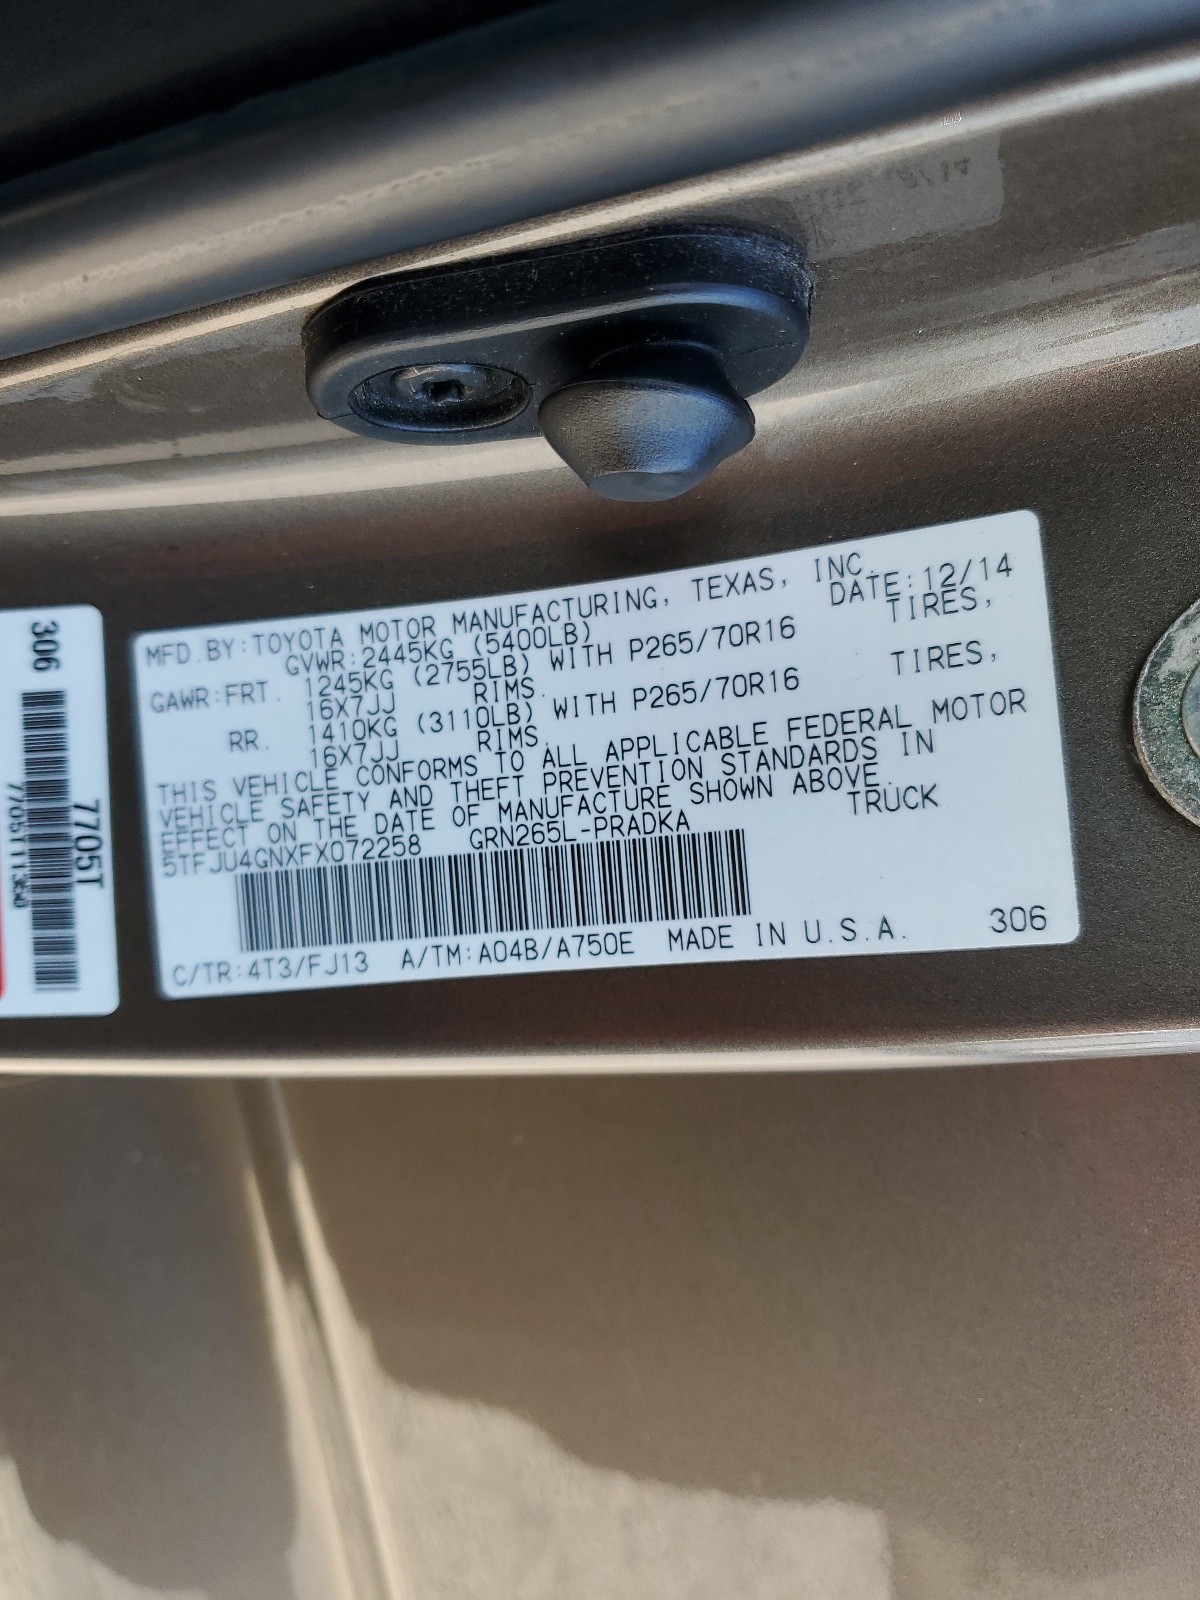 MFD.BY:TOYOTA MOTOR MANUFACTURING, TEXAS, INC.
GVWR:2445KG (5400LB) DATE:12/14
GAWR:FRT. 1245KG (2755LB) WITH P265/70R16 TIRES,
16X7JJ RIMS.
RR. 1410KG (3110LB) WITH P265/70R16 TIRES,
16X7JJ RIMS.
THIS VEHICLE CONFORMS TO ALL APPLICABLE FEDERAL MOTOR
VEHICLE SAFETY AND THEFT PREVENTION STANDARDS IN
EFFECT ON THE DATE OF MANUFACTURE SHOWN ABOVE.
5TFJU4GNXFX072258 GRN265L-PRADKA TRUCK
C/TR:4T3/FJ13 A/TM:A04B/A750E MADE IN U.S.A. 306
306
7705T